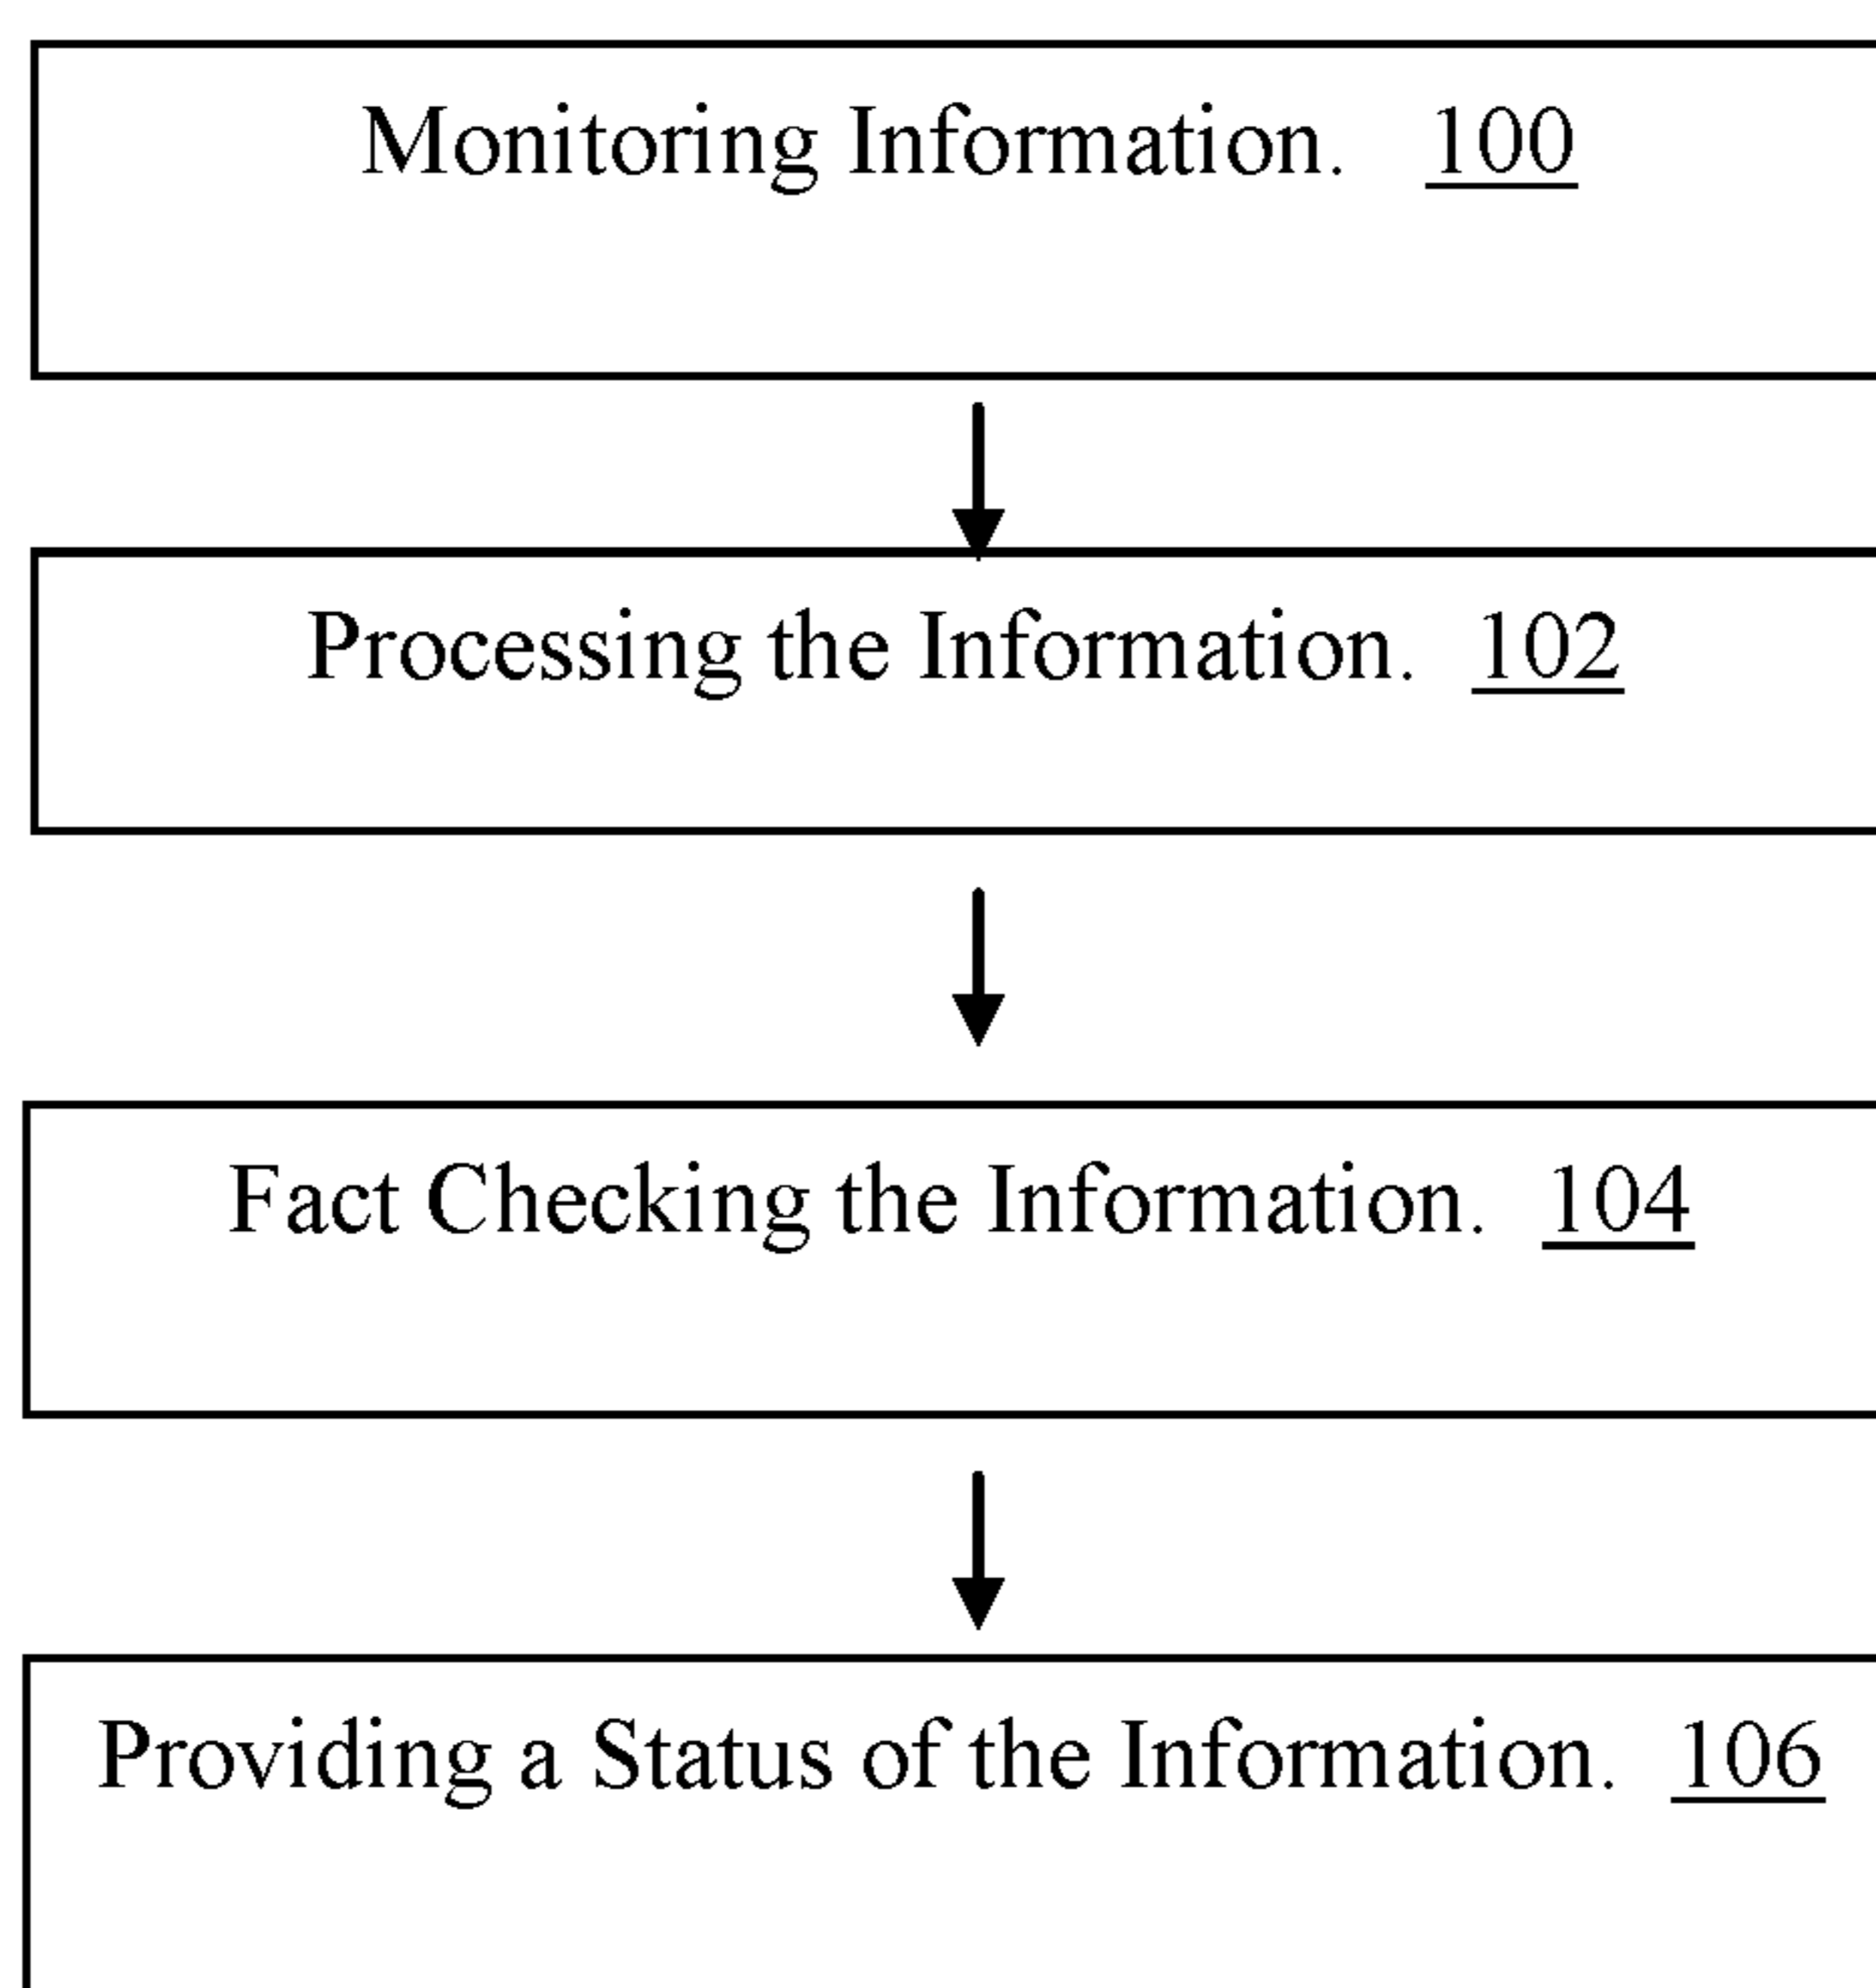 Monitoring Information. 100
Processing the Information. 102
Fact Checking the Information. 104
Providing a Status of the Information. 106